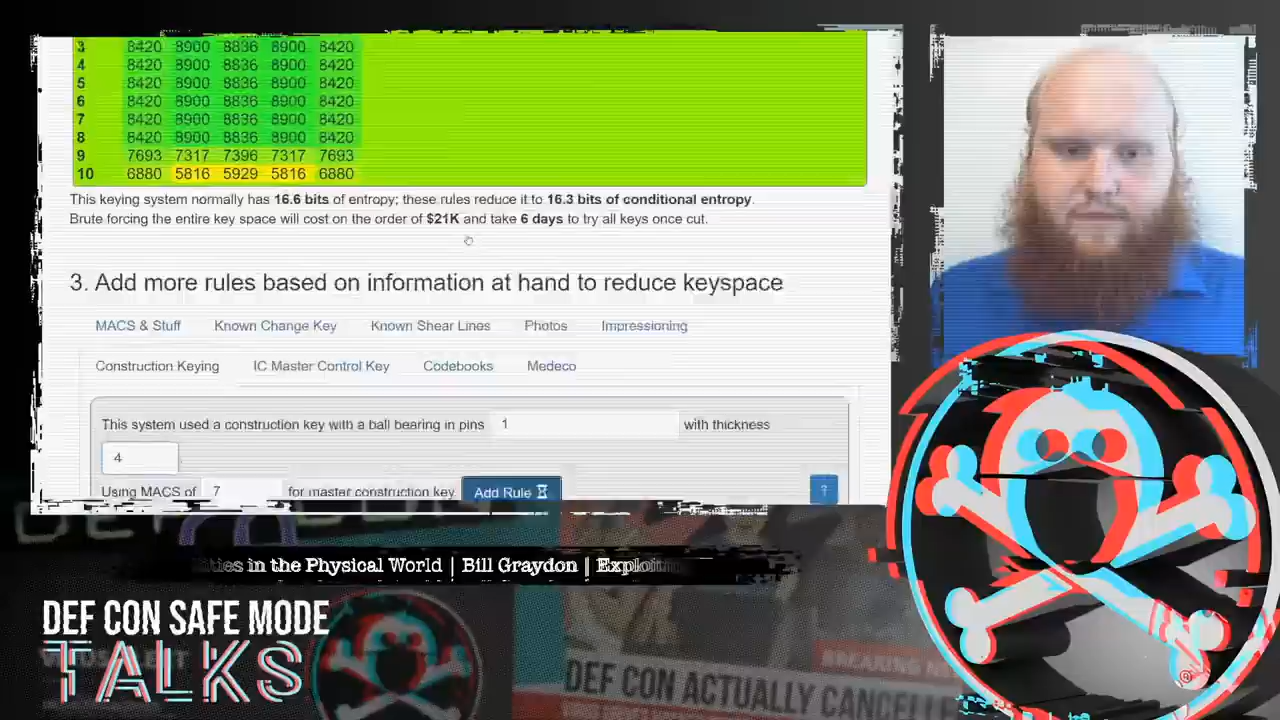 3 8420 8900 8836 8900 8420
4 8420 8900 8836 8900 8420
5 8420 8900 8836 8900 8420
6 8420 8900 8836 8900 8420
7 8420 8900 8836 8900 8420
8 8420 8900 8836 8900 8420
9 7693 7317 7396 7317 7693
10 6880 5816 5929 5816 6880
This keying system normally has 16.6 bits of entropy; these rules reduce it to 16.3 bits of conditional entropy.
Brute forcing the entire key space will cost on the order of $21K and take 6 days to try all keys once cut.
3. Add more rules based on information at hand to reduce keyspace
MACS & Stuff Known Change Key Known Shear Lines Photos Impressioning
Construction Keying IC Master Control Key Codebooks Medeco
This system used a construction key with a ball bearing in pins 1 with thickness
4
Using MACS of 7 for master construction key Add Rule ?
in the Physical World | Bill Graydon |
DEF CON SAFE MODE
TALKS
BREAKING
DEF CON ACTUALLY
®